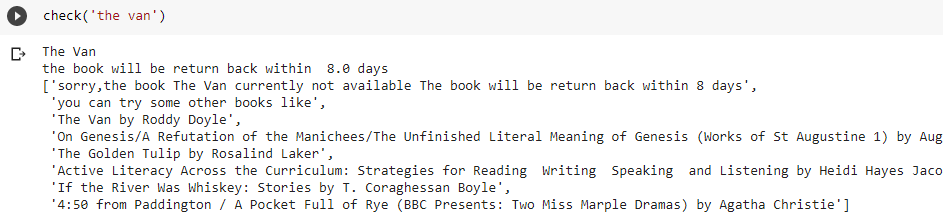 check('the van')
The Van
the book will be return back within  8.0 days
['sorry,the book The Van currently not available The book will be return back within 8 days',
'you can try some other books like',
'The Van by Roddy Doyle',
'On Genesis/A Refutation of the Manichees/The Unfinished Literal Meaning of Genesis (Works of St Augustine 1) by Aug
'The Golden Tulip by Rosalind Laker',
'Active Literacy Across the Curriculum: Strategies for Reading  Writing  Speaking  and Listening by Heidi Hayes Jaco
'If the River Was Whiskey: Stories by T. Coraghessan Boyle',
'4:50 from Paddington / A Pocket Full of Rye (BBC Presents: Two Miss Marple Dramas) by Agatha Christie']